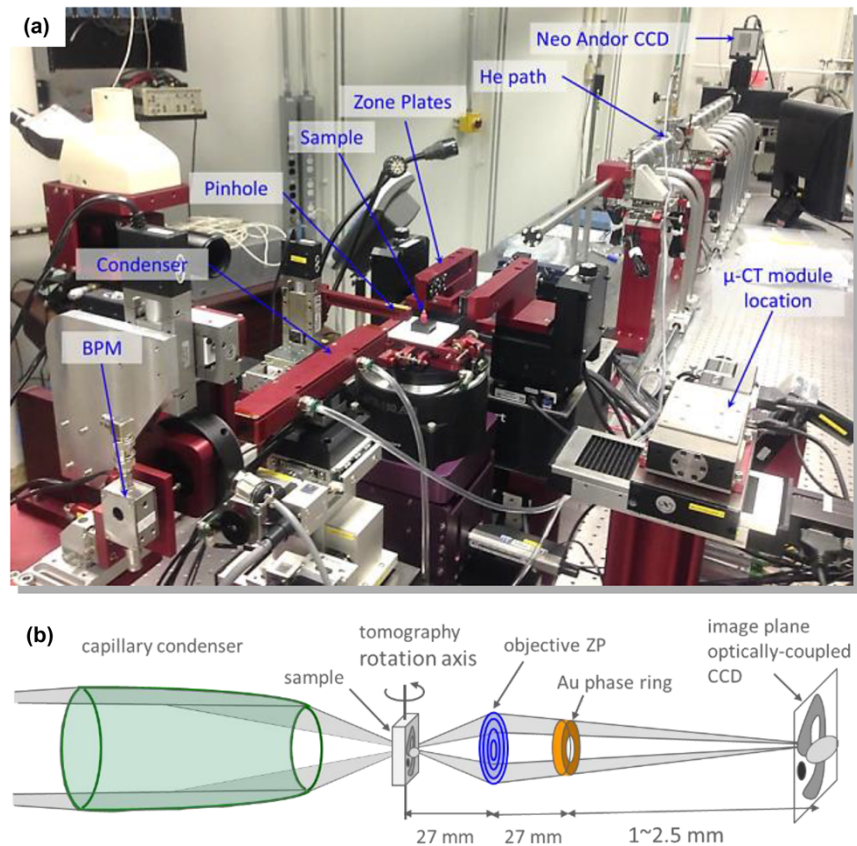 (a)
Neo Andor CCD
He path
Zone Plates
Sample
Pinhole
Condenser
μ-CT module
location
BPM
(b)
capillary condenser
tomography
rotation axis
sample
objective ZP
Au phase ring
image plane
optically-coupled
CCD
27 mm
27 mm
1~2.5 mm